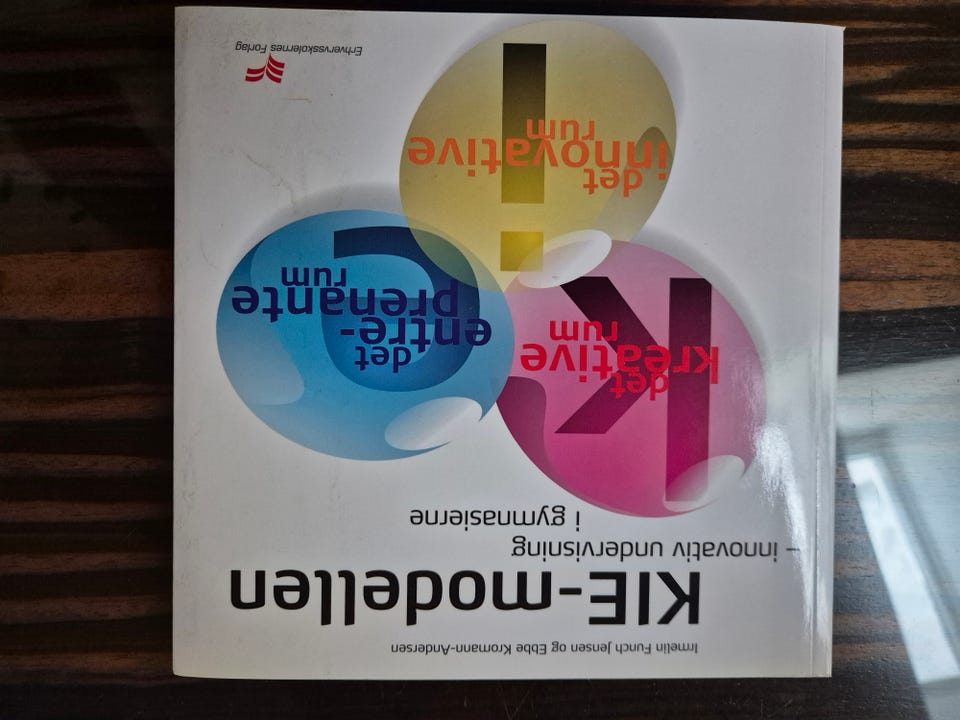 Irmelin Funch Jensen og Ebbe Kromann-Andersen
KIE-modellen
– innovativ undervisning
i gymnasierne
K
det
kreative
rum
e
det
entre-
prenante
rum
i
det
innovative
rum
Erhvervsskolernes Forlag